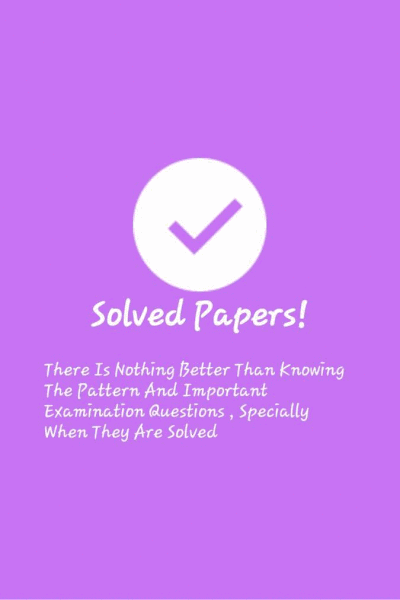 Solved Papers!
There Is Nothing Better Than Knowing
The Pattern And Important
Examination Questions , Specially
When They Are Solved